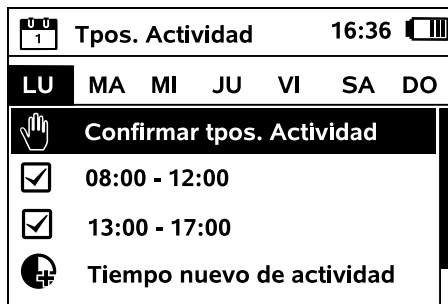 1 Tpos. Actividad 16:36
LU MA MI JU VI SA DO
Confirmar tpos. Actividad
08:00 - 12:00
13:00 - 17:00
Tiempo nuevo de actividad